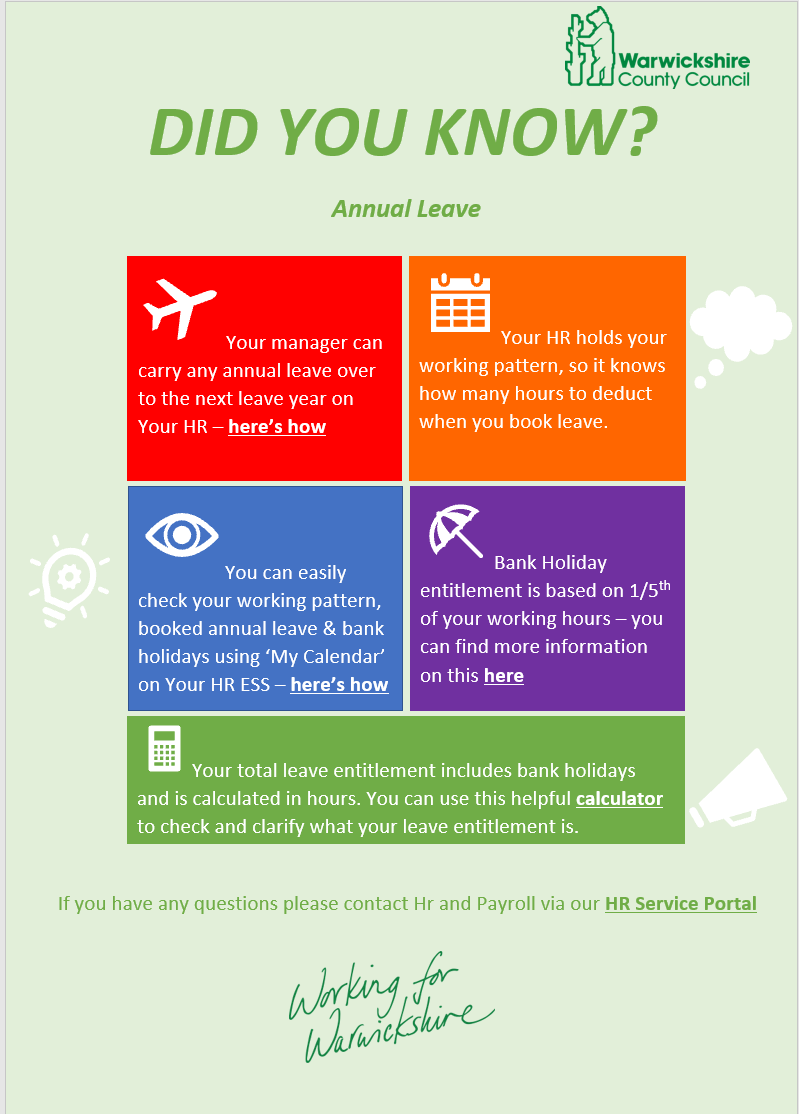 Warwickshire
County Council
DID YOU KNOW?
Annual Leave
Your manager can
carry any annual leave over
to the next leave year on
Your HR – here’s how
Your HR holds your
working pattern, so it knows
how many hours to deduct
when you book leave.
You can easily
check your working pattern,
booked annual leave & bank
holidays using ‘My Calendar’
on Your HR ESS – here’s how
Bank Holiday
entitlement is based on 1/5th
of your working hours – you
can find more information
on this here
Your total leave entitlement includes bank holidays
and is calculated in hours. You can use this helpful calculator
to check and clarify what your leave entitlement is.
If you have any questions please contact Hr and Payroll via our HR Service Portal
Working for
Warwickshire